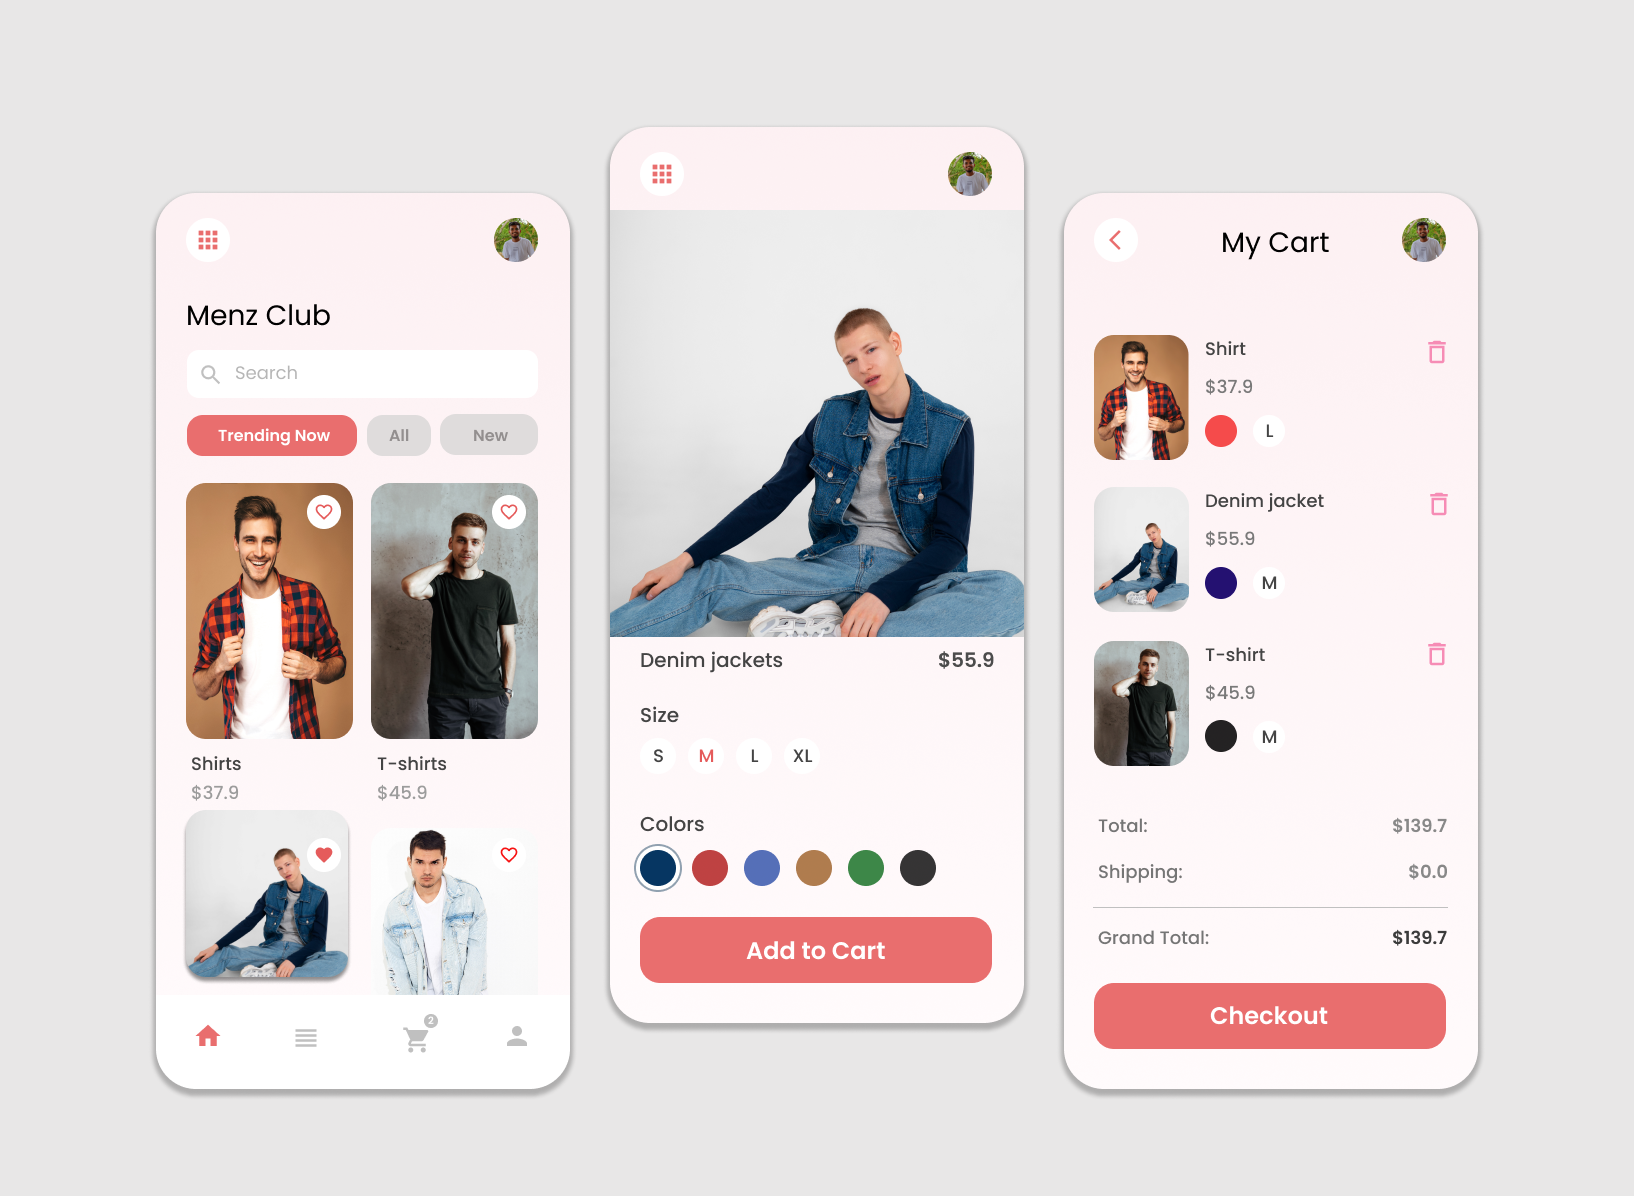 Menz Club
Search
Trending Now
All
New
Shirts
$37.9
T-shirts
$45.9
2
Denim jackets
$55.9
Size
S
M
L
XL
Colors
Add to Cart
My Cart
Shirt
$37.9
L
Denim jacket
$55.9
M
T-shirt
$45.9
M
Total:
$139.7
Shipping:
$0.0
Grand Total:
$139.7
Checkout